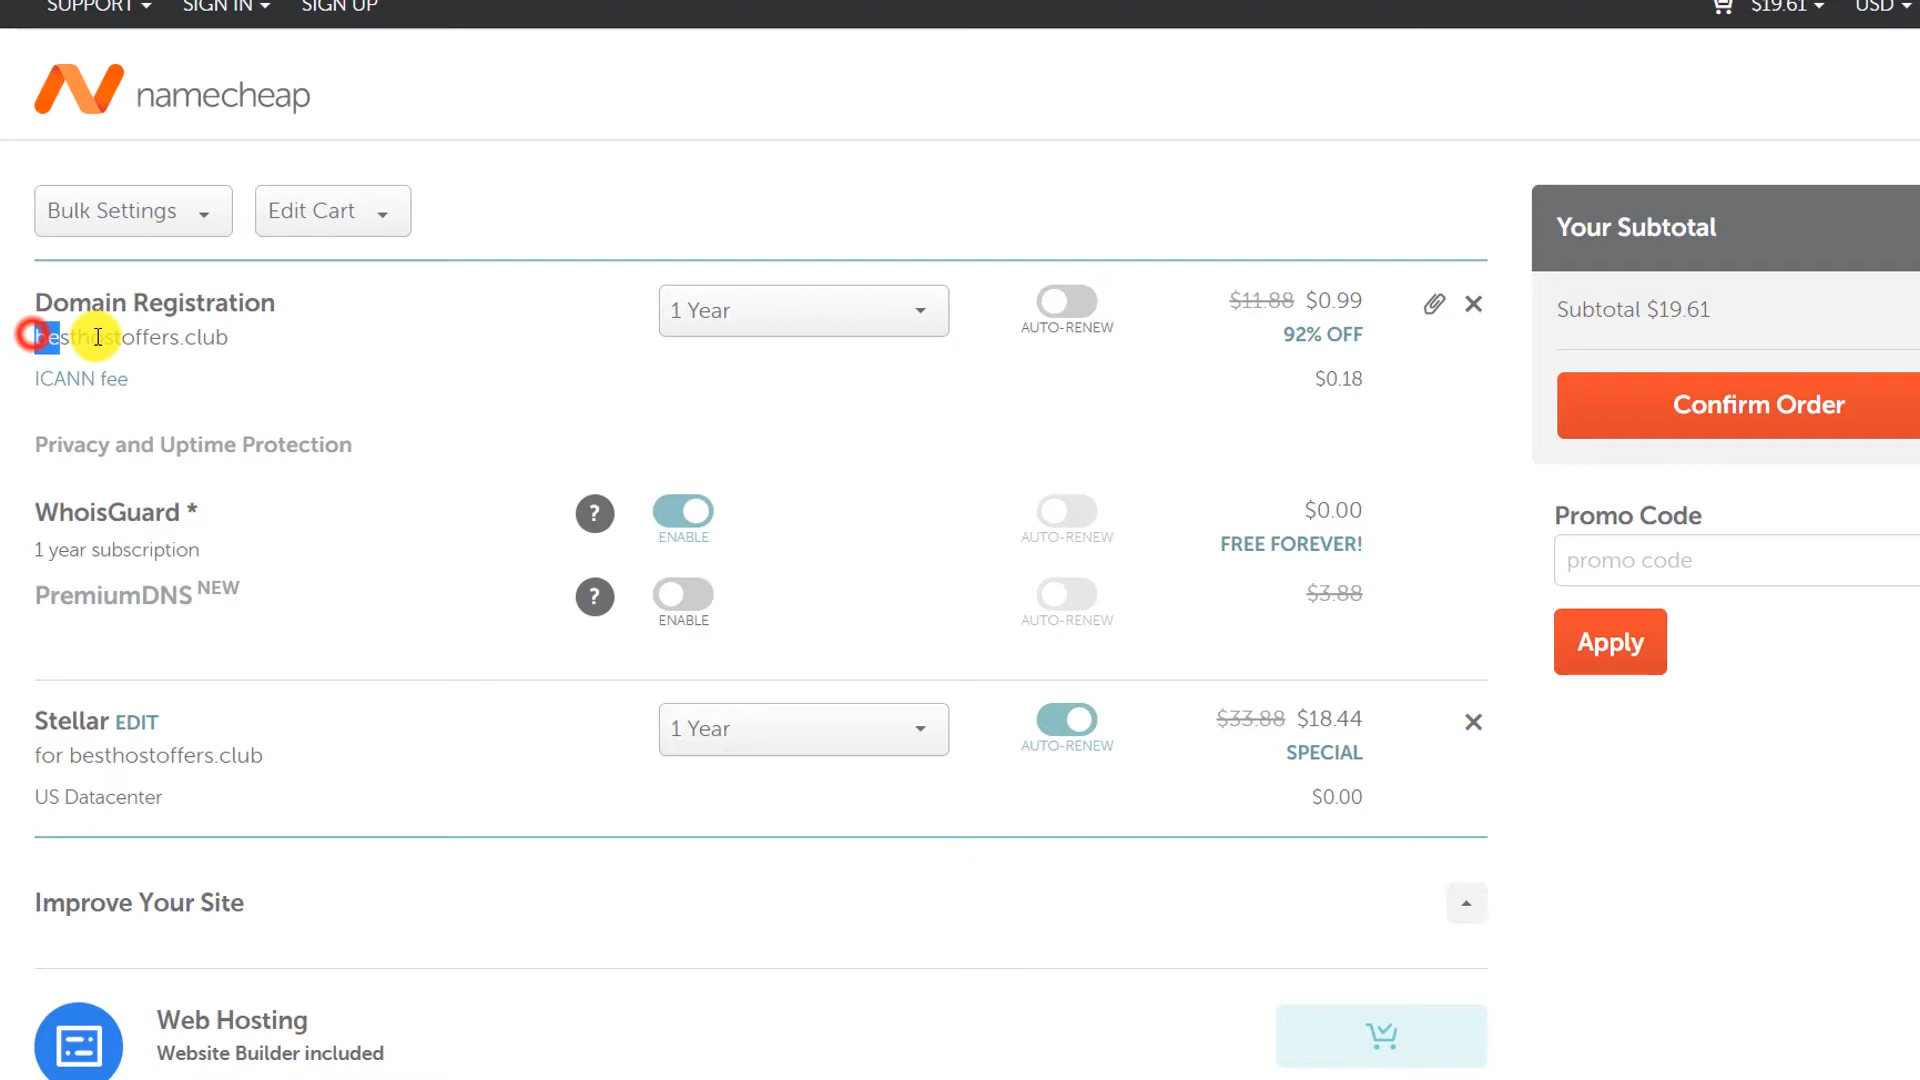 SUPPORT SIGN IN SIGN UP $19.61 USD
namecheap
Bulk Settings Edit Cart
Your Subtotal
Domain Registration 1 Year $11.88 $0.99
besthostoffers.club AUTO-RENEW 92% OFF
Subtotal $19.61
ICANN fee $0.18
Confirm Order
Privacy and Uptime Protection
WhoisGuard * ? ENABLE AUTO-RENEW $0.00
1 year subscription FREE FOREVER!
Promo Code
promo code
PremiumDNS NEW ? ENABLE AUTO-RENEW $3.88
Apply
Stellar EDIT 1 Year AUTO-RENEW $33.88 $18.44
for besthostoffers.club SPECIAL
US Datacenter $0.00
Improve Your Site
Web Hosting
Website Builder included